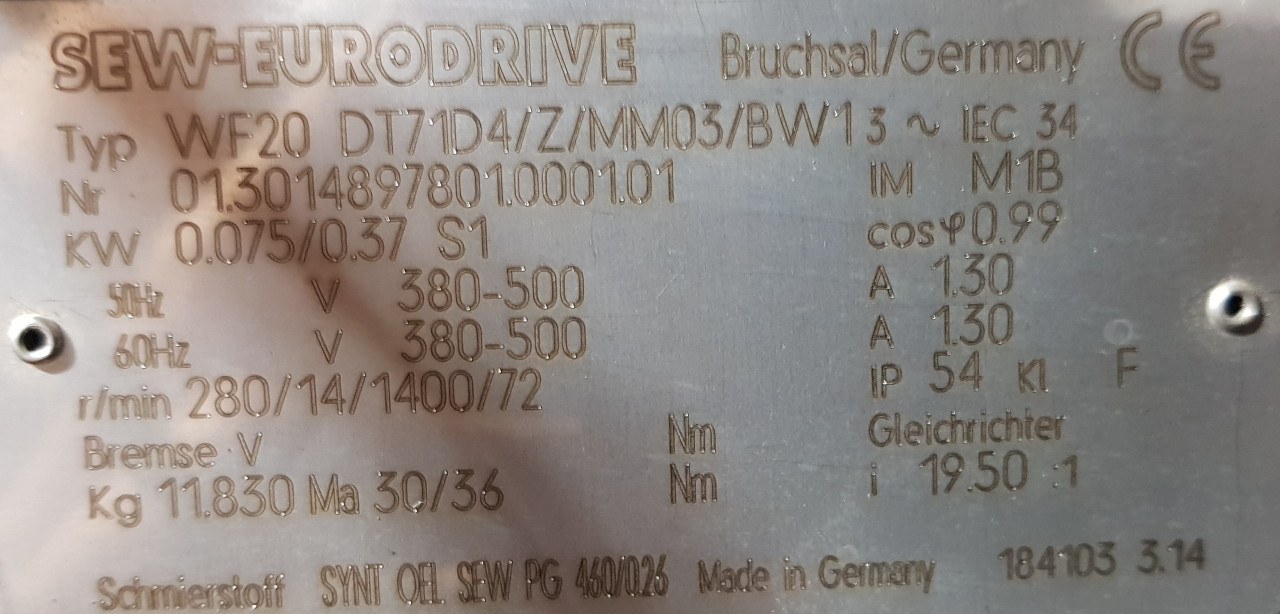 SEW-EURODRIVE Bruchsal/Germany CE
Typ WF20 DT71D4/Z/MM03/BW1 3 ~ IEC 34
Nr 01.3014897801.0001.01 IM M1B
KW 0.075/0.37 S1 cosφ 0.99
50Hz V 380-500 A 1.30
60Hz V 380-500 A 1.30
r/min 280/14/1400/72 IP 54 Kl F
Bremse V Nm Gleichrichter
Kg 11.830 Ma 30/36 Nm i 19.50 :1
Schmierstoff SYNT OEL SEW PG 460/0.26 Made in Germany 184103 3.14